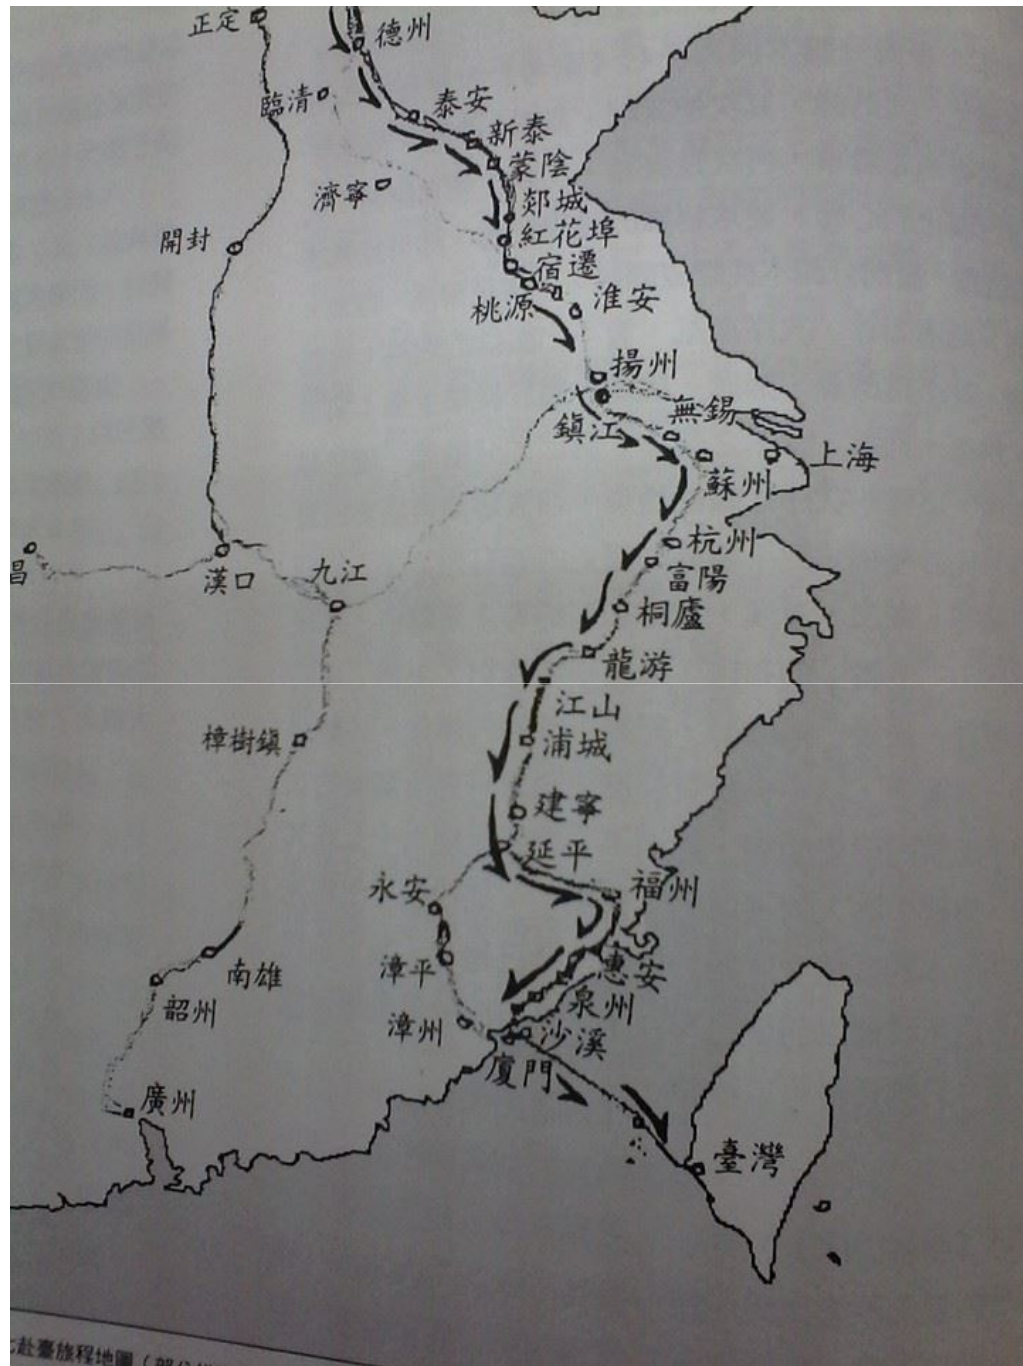 正定
德州
臨清
泰安
新泰
蒙陰
濟寧
郯城
紅花埠
開封
宿遷
桃源
淮安
揚州
無錫
鎮江
上海
蘇州
杭州
昌
漢口
九江
富陽
桐廬
龍游
江山
樟樹鎮
浦城
建寧
延平
永安
福州
漳平
惠安
南雄
泉州
韶州
漳州
沙溪
廈門
廣州
臺灣
赴臺旅程地圖